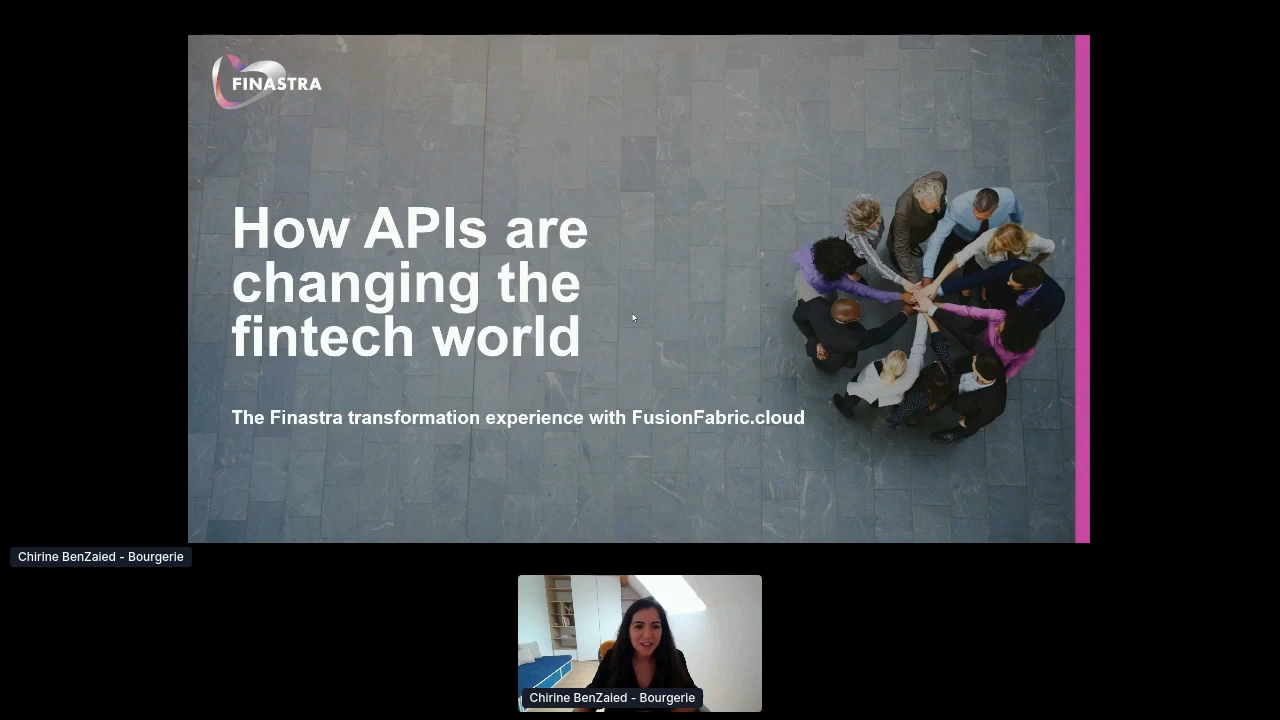 FINASTRA
How APIs are
changing the
fintech world
The Finastra transformation experience with FusionFabric.cloud
Chirine BenZaied - Bourgerie
Chirine BenZaied - Bourgerie